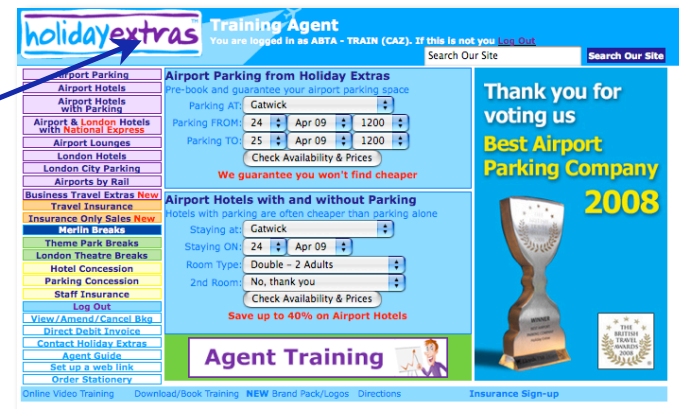 holidayextras
Training Agent
You are logged in as ABTA - TRAIN (CAZ). If this is not you Log Out
Search Our Site
Search Our Site
Airport Parking
Airport Hotels
Airport Hotels
with Parking
Airport & London Hotels
with National Express
Airport Lounges
London Hotels
London City Parking
Airports by Rail
Business Travel Extras New
Travel Insurance
Insurance Only Sales New
Merlin Breaks
Theme Park Breaks
London Theatre Breaks
Hotel Concession
Parking Concession
Staff Insurance
Log Out
View/Amend/Cancel Bkg
Direct Debit Invoice
Contact Holiday Extras
Agent Guide
Set up a web link
Order Stationery
Airport Parking from Holiday Extras
Pre-book and guarantee your airport parking space
Parking AT: Gatwick
Parking FROM: 24 Apr 09 1200
Parking TO: 25 Apr 09 1200
Check Availability & Prices
We guarantee you won't find cheaper
Airport Hotels with and without Parking
Hotels with parking are often cheaper than parking alone
Staying at: Gatwick
Staying ON: 24 Apr 09
Room Type: Double - 2 Adults
2nd Room: No, thank you
Check Availability & Prices
Save up to 40% on Airport Hotels
Agent Training
Thank you for
voting us
Best Airport
Parking Company
2008
WINNER
THE
BRITISH
TRAVEL
AWARDS
2008
Online Video Training Download/Book Training NEW Brand Pack/Logos Directions Insurance Sign-up